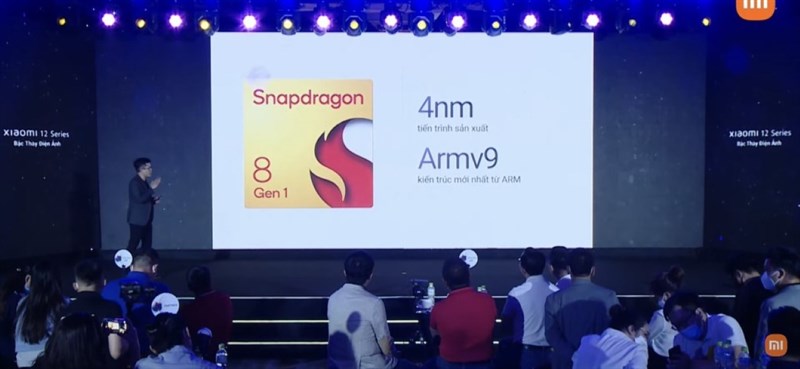 mi
Snapdragon
8
Gen 1
4nm
tiến trình sản xuất
Armv9
kiến trúc mới nhất từ ARM
xiaomi 12 Series
Bậc Thầy Điện Ảnh
xiaomi 12 Series
Bậc Thầy Điện Ảnh
mi